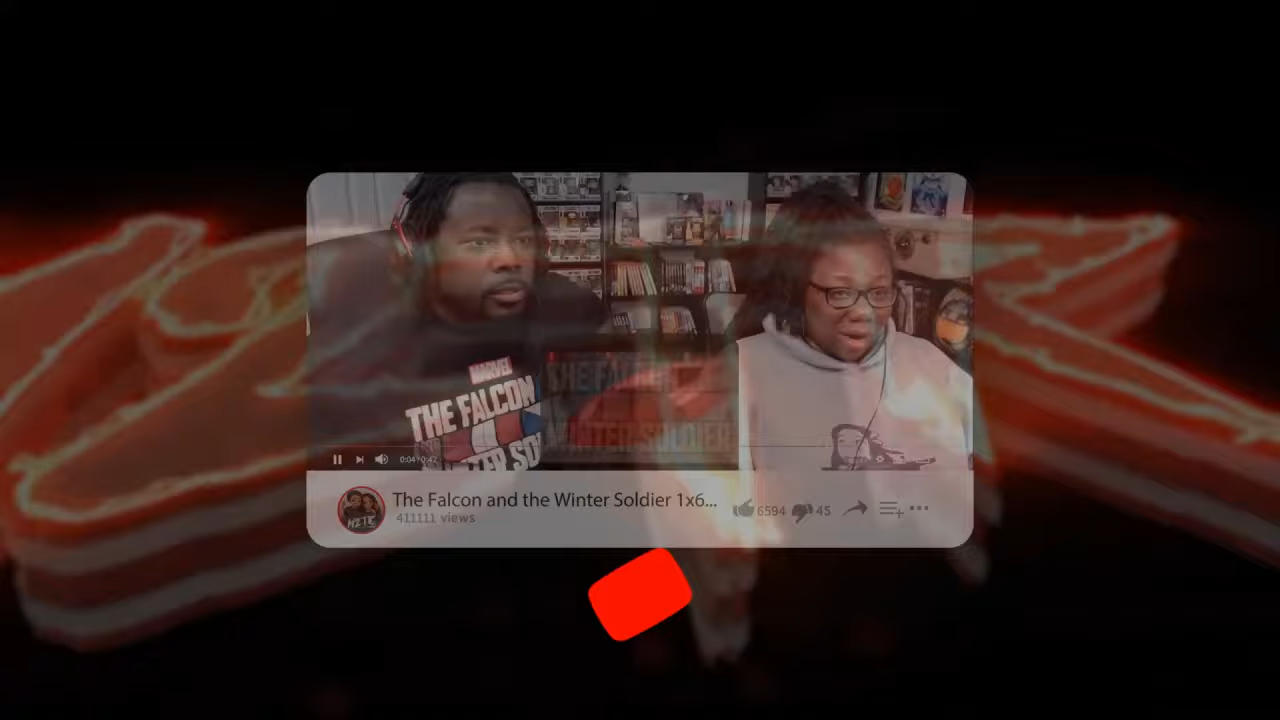 MARVEL
THE FALCON
WINTER SOL
THE FALCON
WINTER SOLDIER
0:04 / 0:42
The Falcon and the Winter Soldier 1x6...
6594
45
411111 views